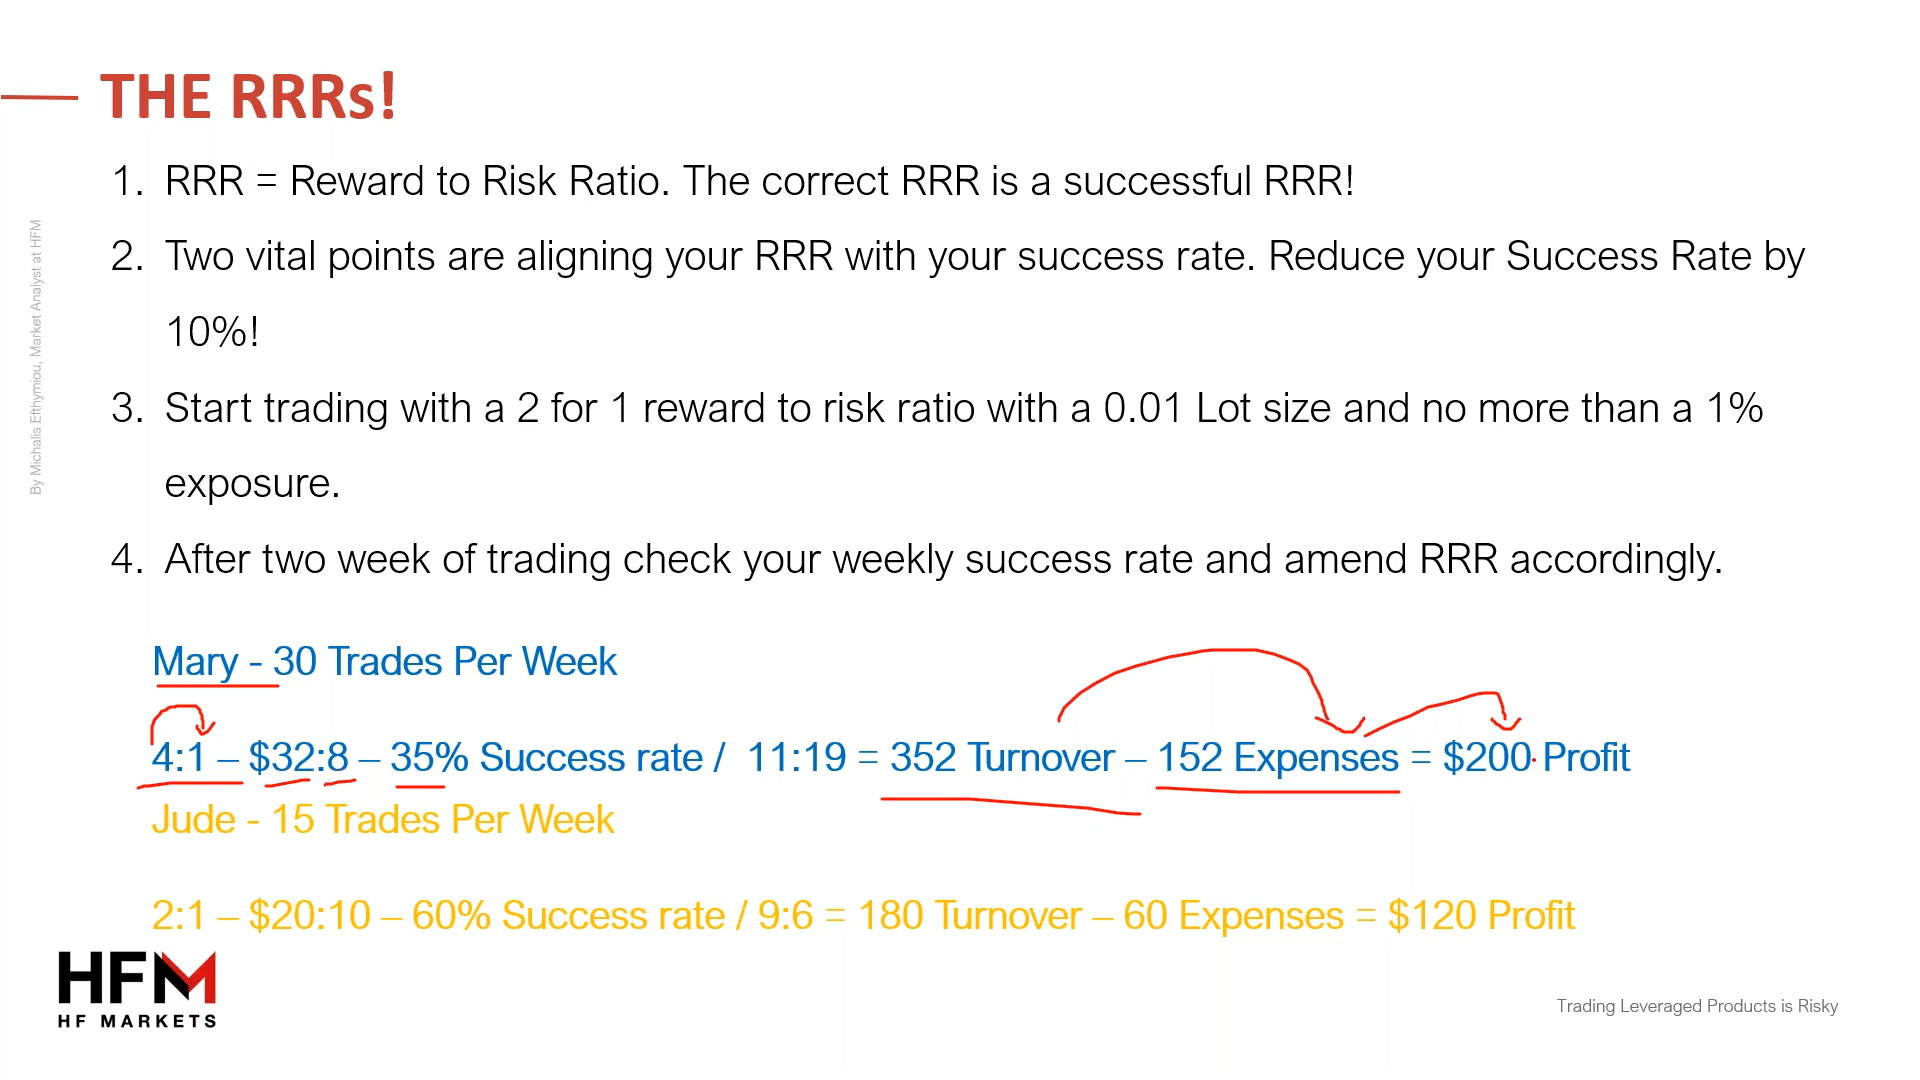 THE RRRs!
1. RRR = Reward to Risk Ratio. The correct RRR is a successful RRR!
2. Two vital points are aligning your RRR with your success rate. Reduce your Success Rate by
10%!
3. Start trading with a 2 for 1 reward to risk ratio with a 0.01 Lot size and no more than a 1%
exposure.
4. After two week of trading check your weekly success rate and amend RRR accordingly.
Mary - 30 Trades Per Week
4:1 – $32:8 – 35% Success rate / 11:19 = 352 Turnover – 152 Expenses = $200 Profit
Jude - 15 Trades Per Week
2:1 – $20:10 – 60% Success rate / 9:6 = 180 Turnover – 60 Expenses = $120 Profit
By Michalis Efthymiou, Market Analyst at HFM
HFM
HF MARKETS
Trading Leveraged Products is Risky